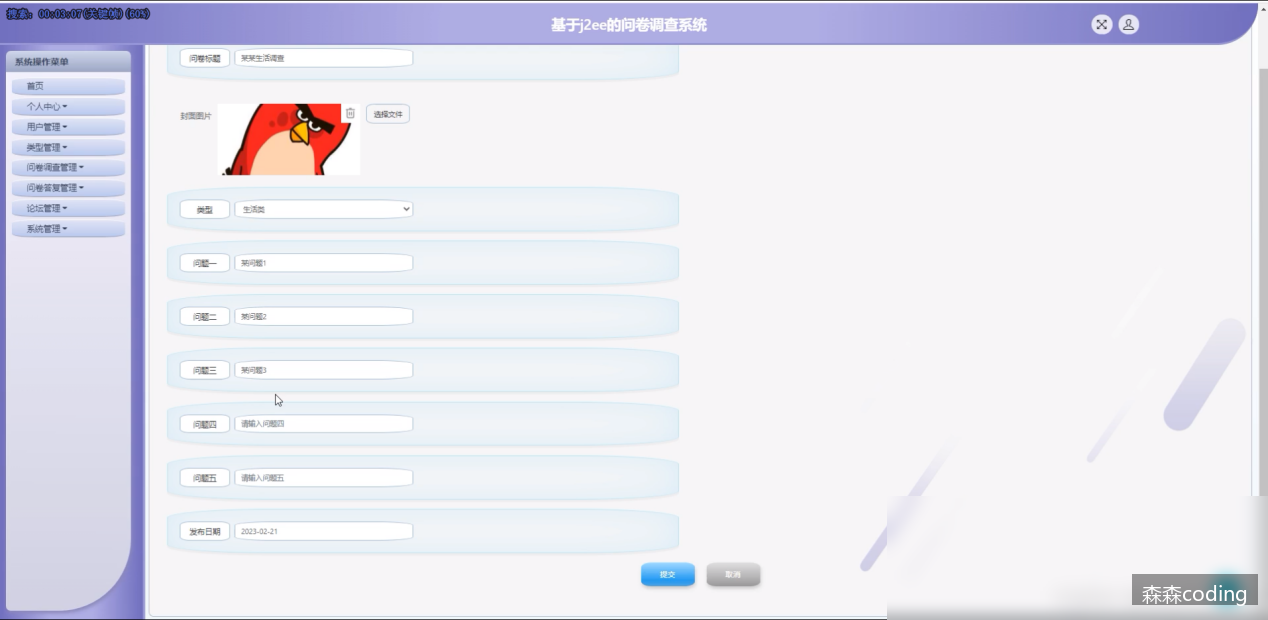 搜索: 00:03:07(关键帧) (50%)
基于j2ee的问卷调查系统
系统操作菜单
首页
个人中心
用户管理
类型管理
问卷调查管理
问卷答复管理
论坛管理
系统管理
问卷标题 某某生活调查
封面图片 选择文件
类型 生活类
问题一 某问题1
问题二 某问题2
问题三 某问题3
问题四 请输入问题四
问题五 请输入问题五
发布日期 2023-02-21
提交 取消
森森coding